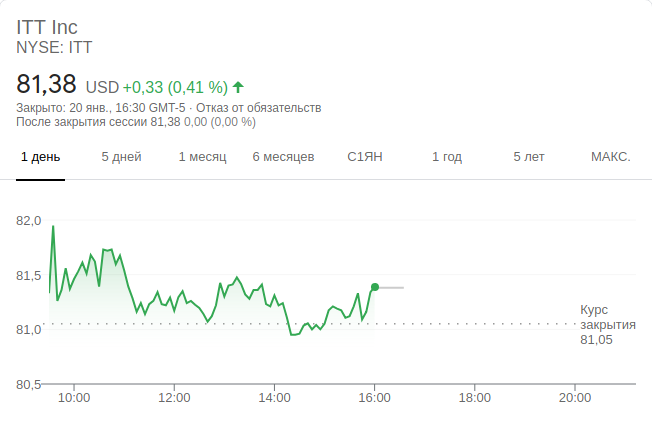 ITT Inc
NYSE: ITT
81,38 USD +0,33 (0,41 %)
Закрыто: 20 янв., 16:30 GMT-5 · Отказ от обязательств
После закрытия сессии 81,38 0,00 (0,00 %)
1 день 5 дней 1 месяц 6 месяцев С1ЯН 1 год 5 лет МАКС.
82,0
81,5
81,0
80,5
Курс
закрытия
81,05
10:00 12:00 14:00 16:00 18:00 20:00